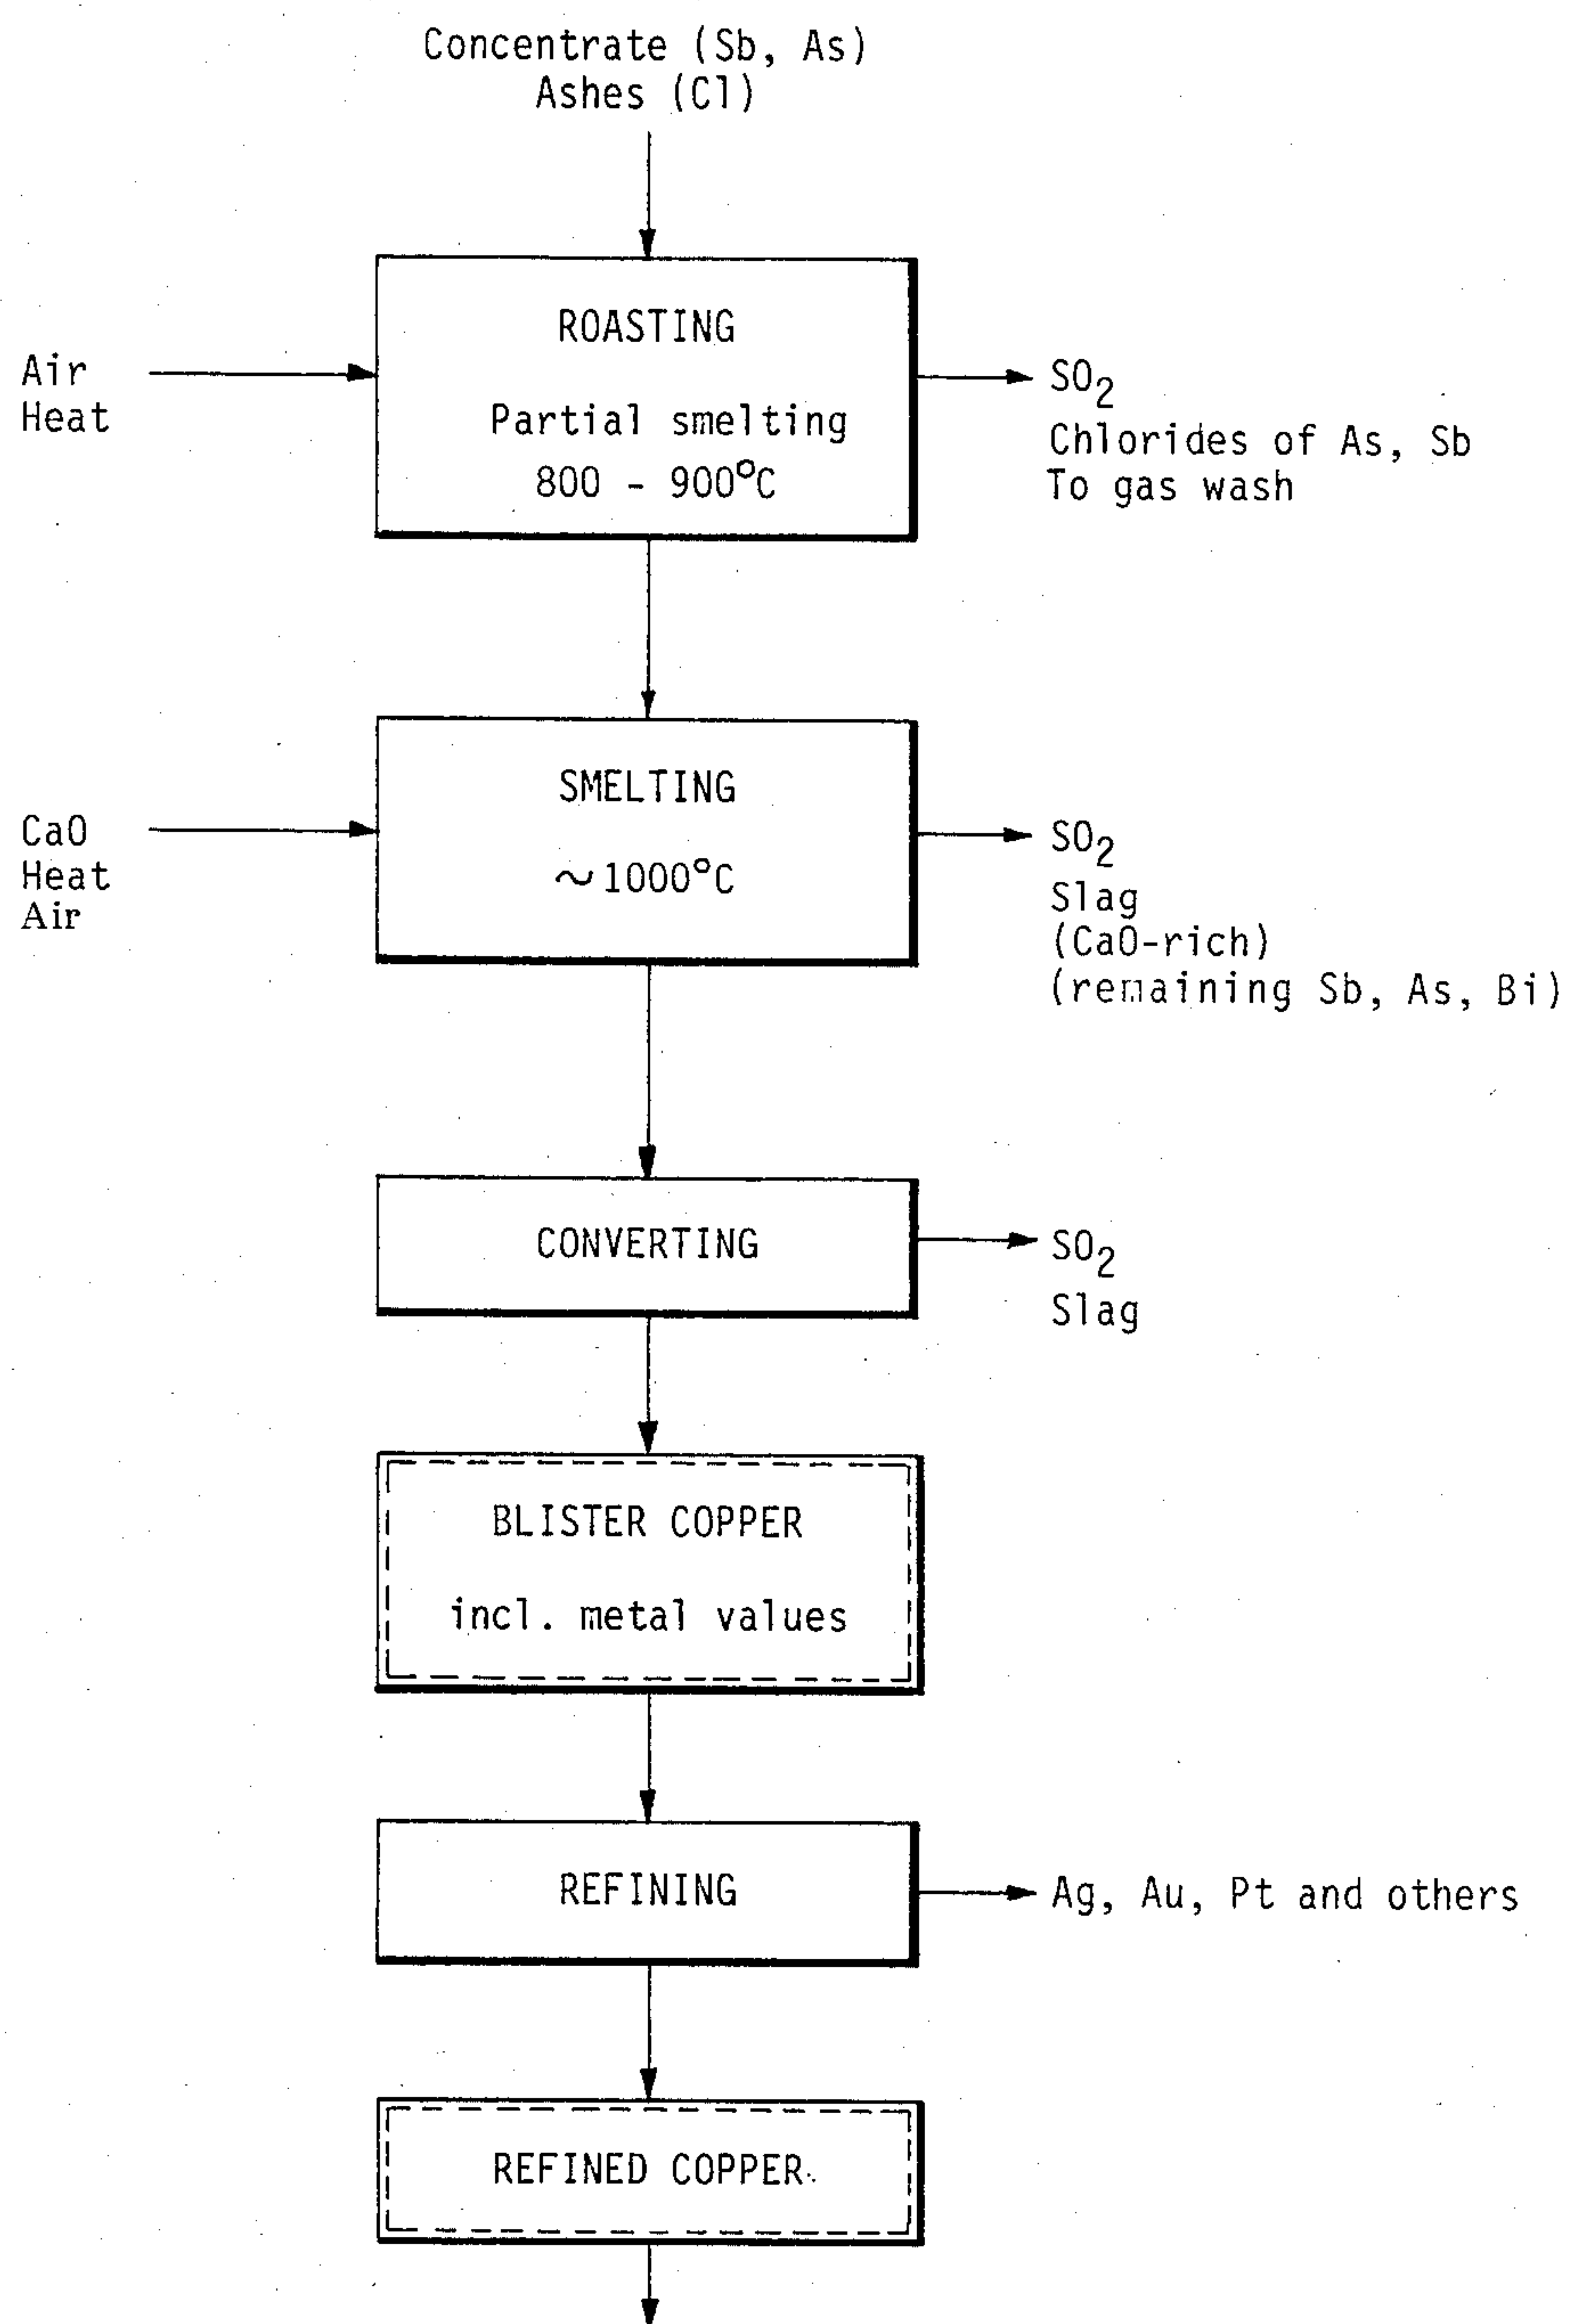 Concentrate (Sb, As)
Ashes (Cl)
ROASTING
Air
Heat
Partial smelting
800 - 900°C
SO2
Chlorides of As, Sb
To gas wash
SMELTING
CaO
Heat
Air
~1000°C
SO2
Slag
(CaO-rich)
(remaining Sb, As, Bi)
CONVERTING
SO2
Slag
BLISTER COPPER
incl. metal values
REFINING
Ag, Au, Pt and others
REFINED COPPER